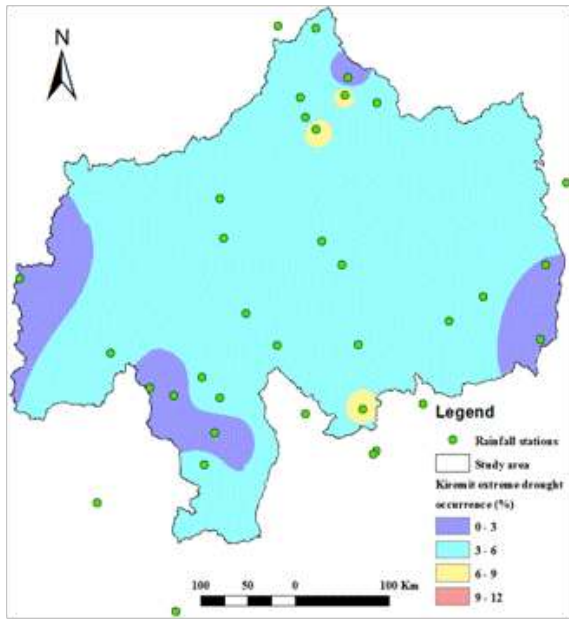 N
Legend
Rainfall stations
Study area
Kiremit extreme drought
occurrence (%)
0 - 3
3 - 6
6 - 9
9 - 12
100 50 0 100 Km